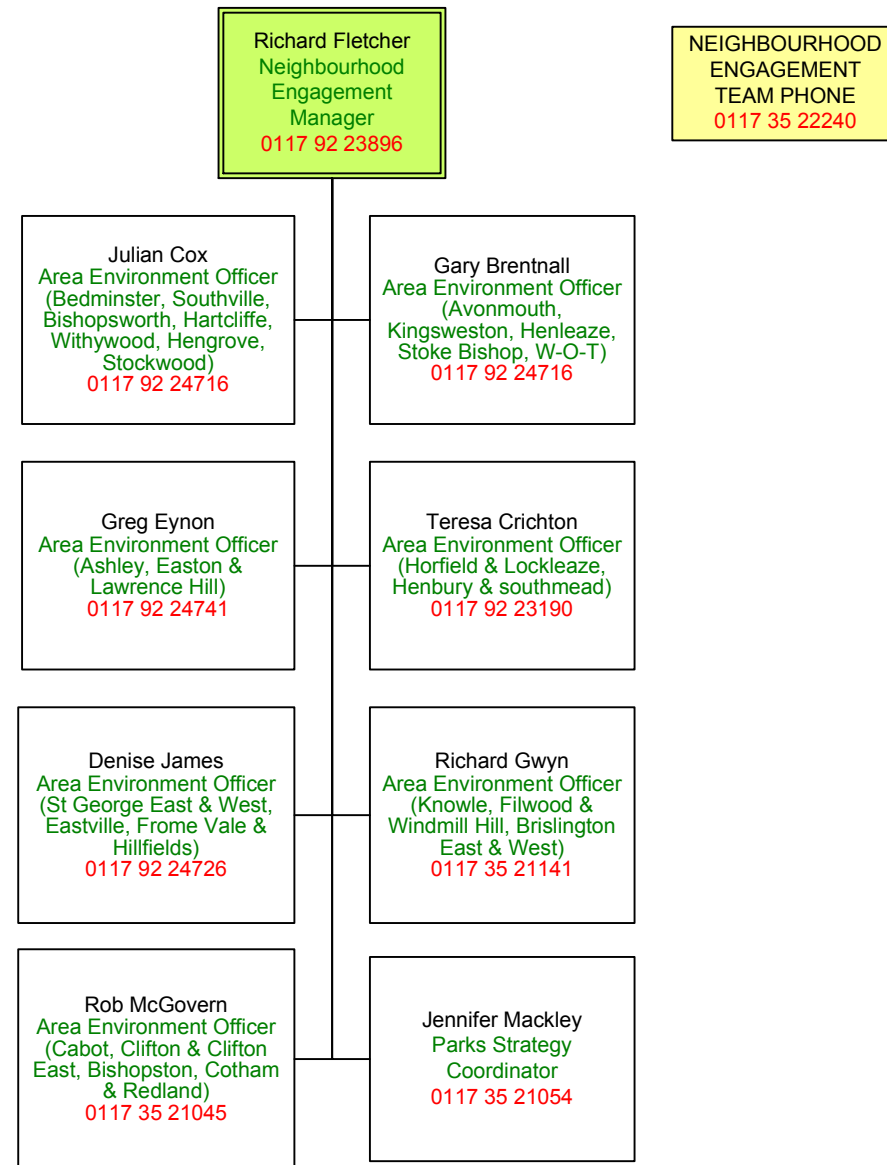 Richard Fletcher
Neighbourhood
Engagement
Manager
0117 92 23896
NEIGHBOURHOOD
ENGAGEMENT
TEAM PHONE
0117 35 22240
Julian Cox
Area Environment Officer
(Bedminster, Southville,
Bishopsworth, Hartcliffe,
Withywood, Hengrove,
Stockwood)
0117 92 24716
Gary Brentnall
Area Environment Officer
(Avonmouth,
Kingsweston, Henleaze,
Stoke Bishop, W-O-T)
0117 92 24716
Greg Eynon
Area Environment Officer
(Ashley, Easton &
Lawrence Hill)
0117 92 24741
Teresa Crichton
Area Environment Officer
(Horfield & Lockleaze,
Henbury & southmead)
0117 92 23190
Denise James
Area Environment Officer
(St George East & West,
Eastville, Frome Vale &
Hillfields)
0117 92 24726
Richard Gwyn
Area Environment Officer
(Knowle, Filwood &
Windmill Hill, Brislington
East & West)
0117 35 21141
Rob McGovern
Area Environment Officer
(Cabot, Clifton & Clifton
East, Bishopston, Cotham
& Redland)
0117 35 21045
Jennifer Mackley
Parks Strategy
Coordinator
0117 35 21054